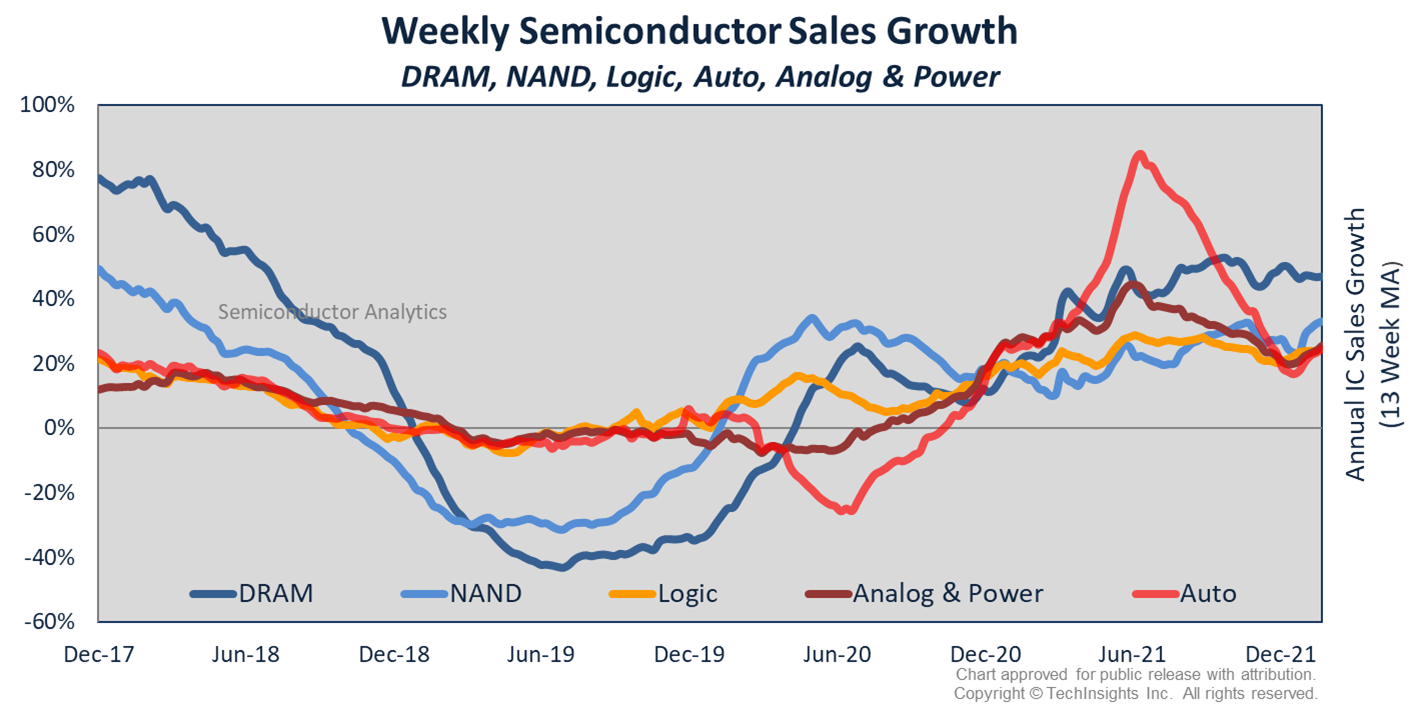 Weekly Semiconductor Sales Growth
DRAM, NAND, Logic, Auto, Analog & Power
100%
80%
60%
40%
20%
0%
-20%
-40%
-60%
Semiconductor Analytics
Annual IC Sales Growth
(13 Week MA)
DRAM NAND Logic Analog & Power Auto
Dec-17 Jun-18 Dec-18 Jun-19 Dec-19 Jun-20 Dec-20 Jun-21 Dec-21
Chart approved for public release with attribution.
Copyright © TechInsights Inc. All rights reserved.